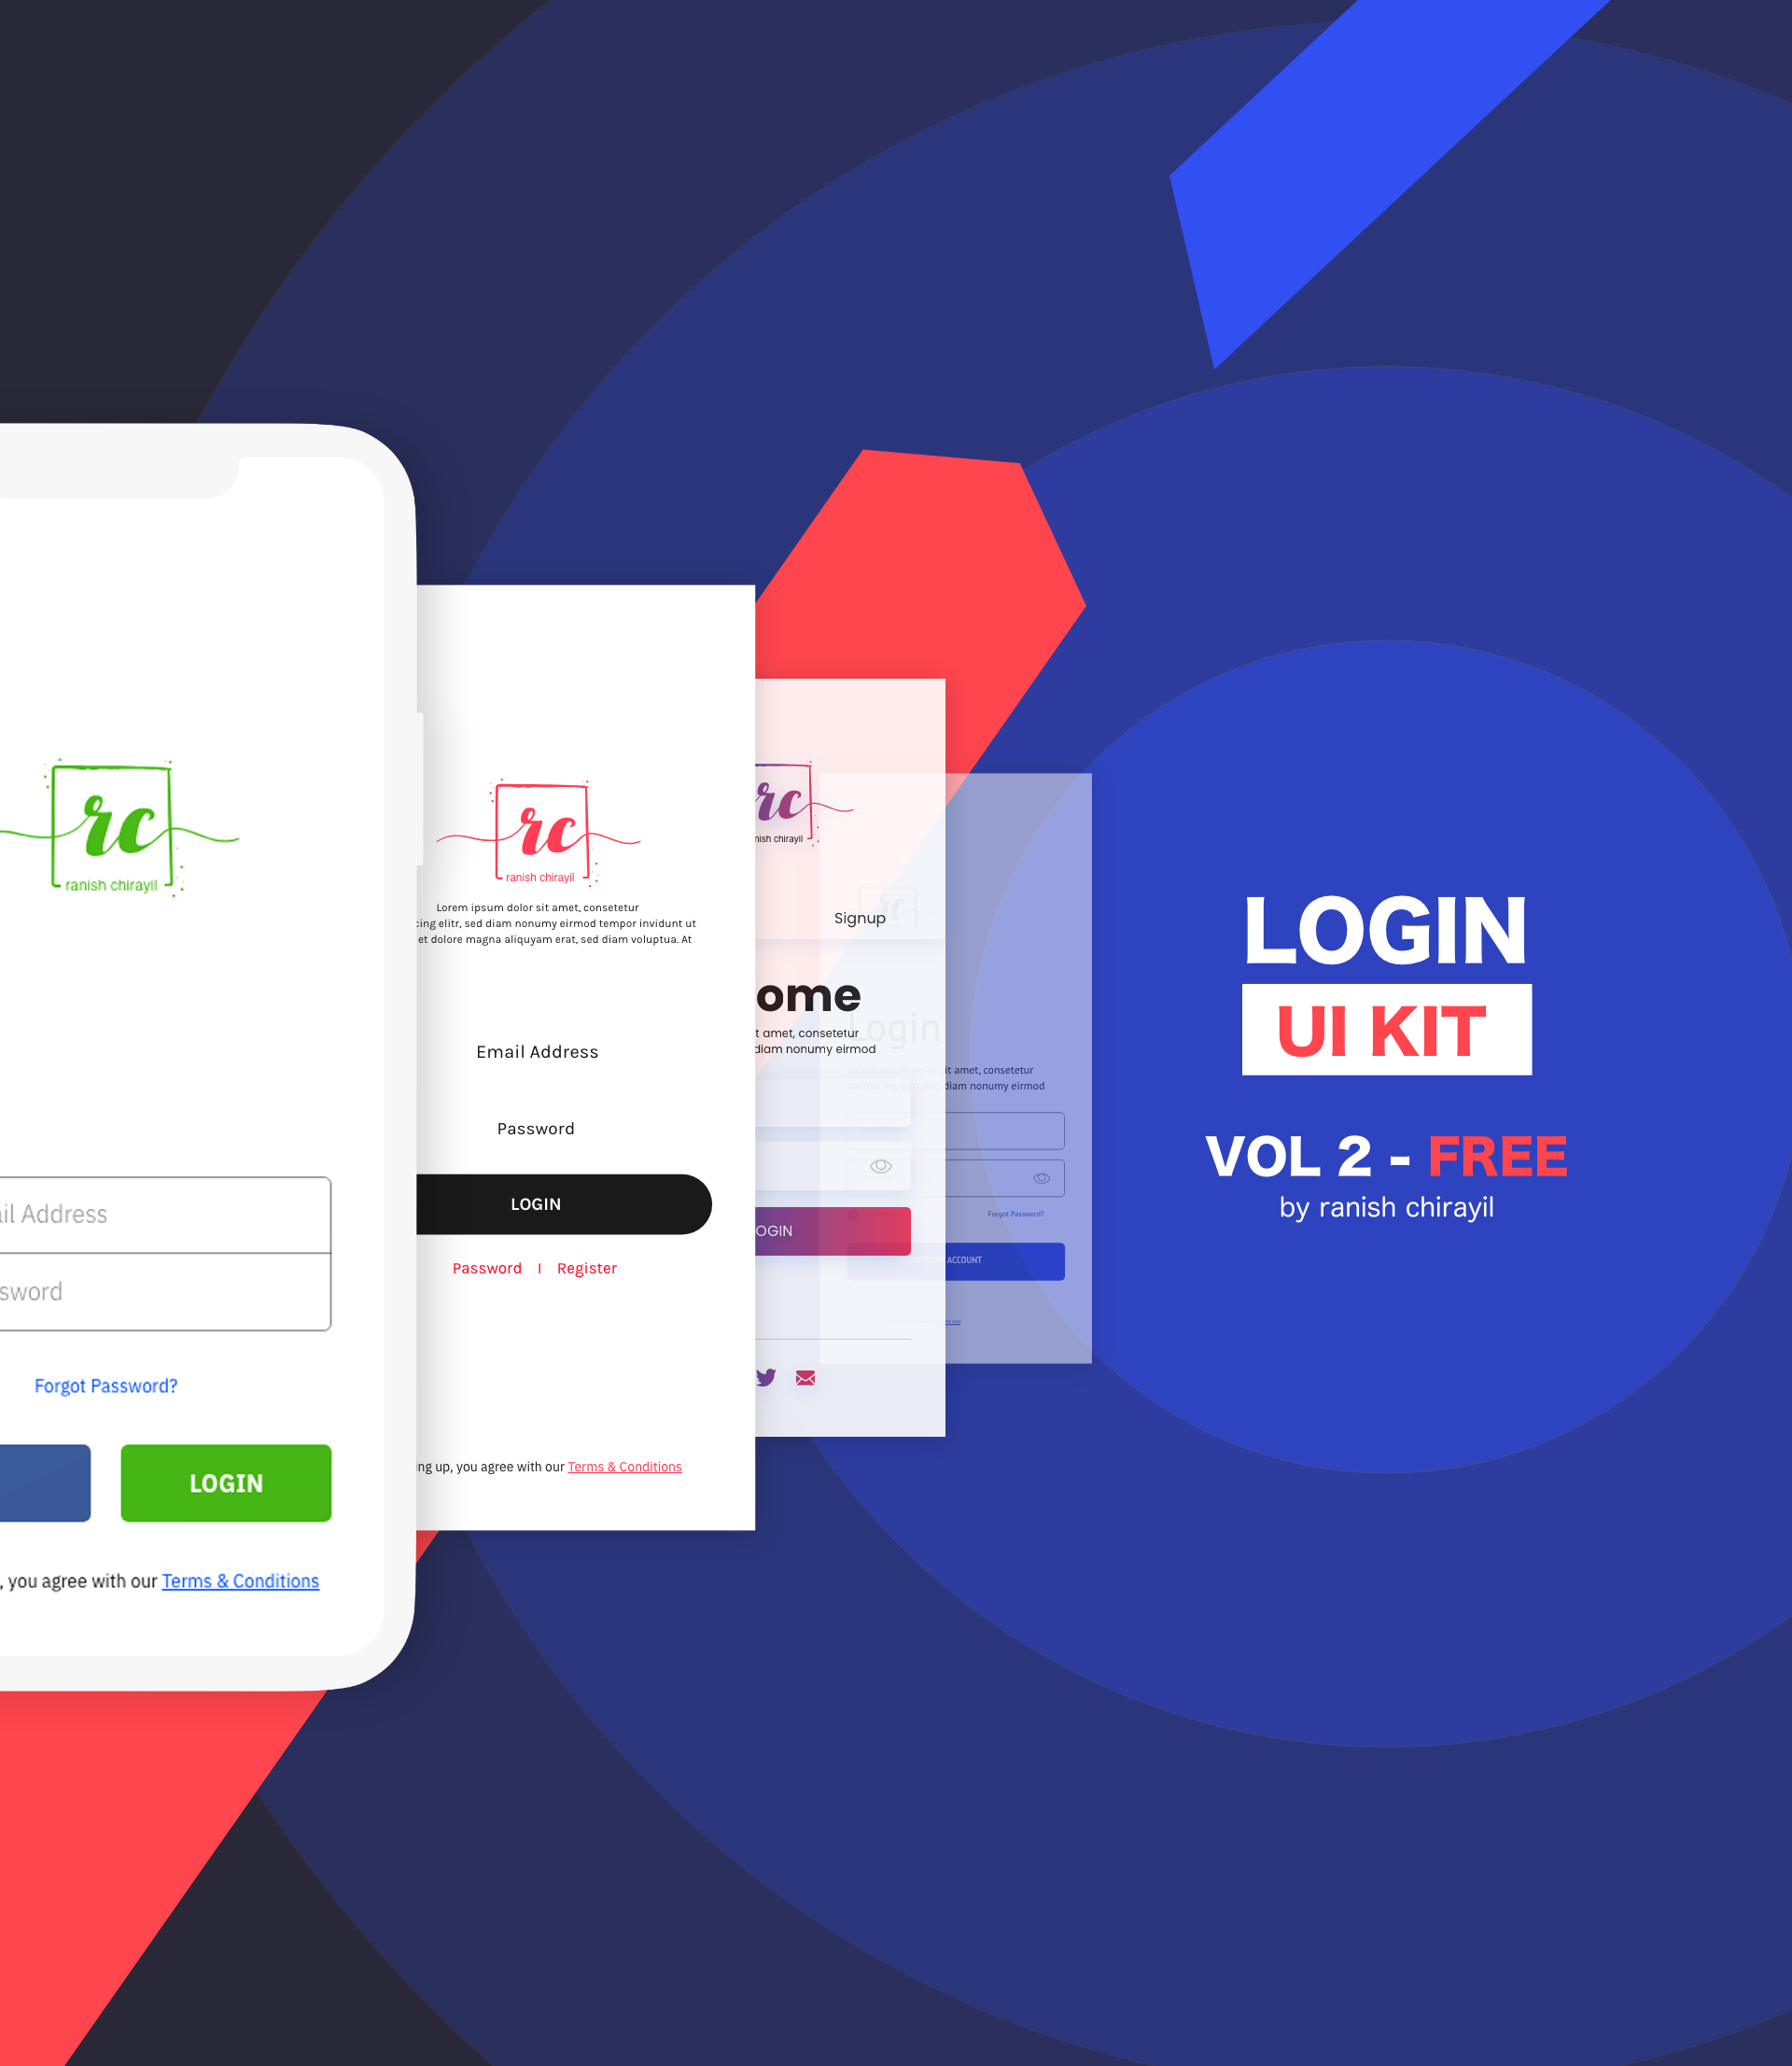 rc
ranish chirayil
il Address
sword
Forgot Password?
LOGIN
, you agree with our Terms & Conditions
rc
ranish chirayil
Lorem ipsum dolor sit amet, consetetur
cing elitr, sed diam nonumy eirmod tempor invidunt ut
et dolore magna aliquyam erat, sed diam voluptua. At
Email Address
Password
LOGIN
Password | Register
ing up, you agree with our Terms & Conditions
rc
nish chirayil
Signup
ome
t amet, consetetur
diam nonumy eirmod
OGIN
rc
Login
sit amet, consetetur
diam nonumy eirmod
Forgot Password?
ACCOUNT
LOGIN
UI KIT
VOL 2 - FREE
by ranish chirayil